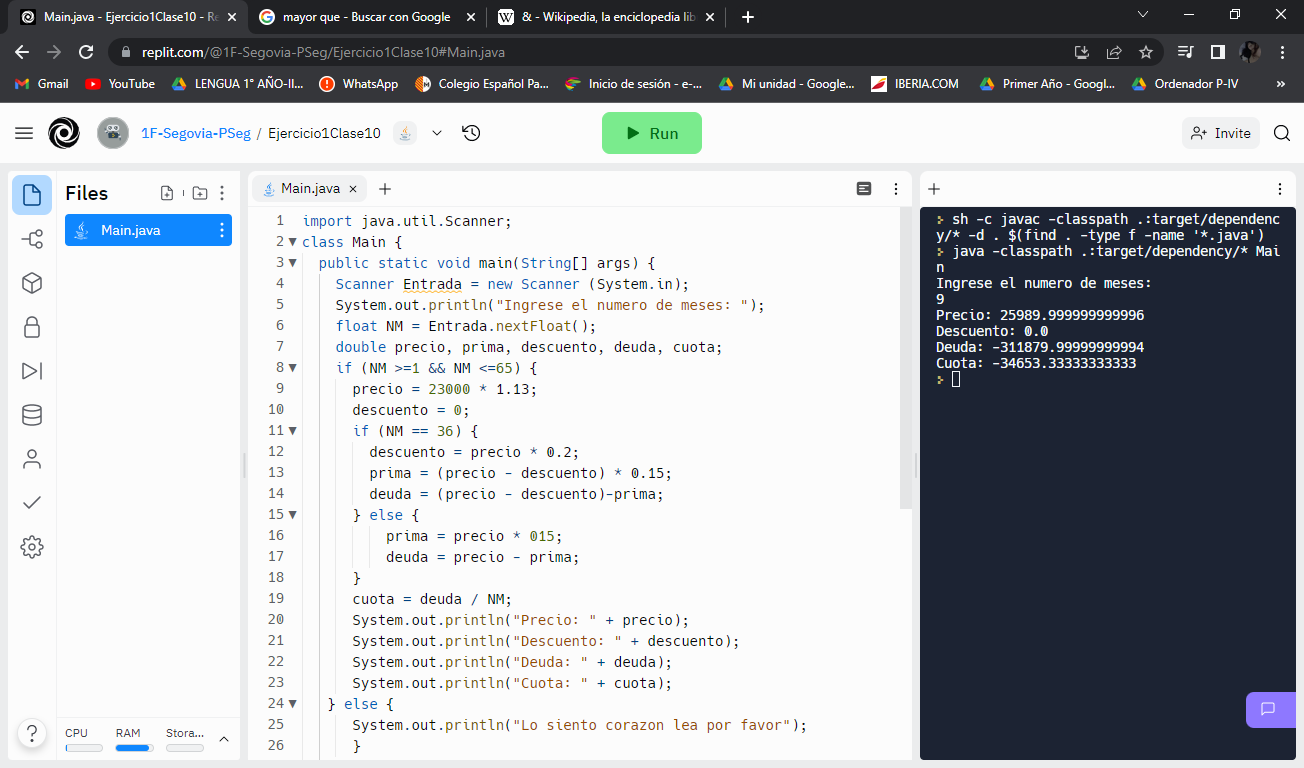 Main.java - Ejercicio1Clase10 - Re
mayor que - Buscar con Google
& - Wikipedia, la enciclopedia lib
replit.com/@1F-Segovia-PSeg/Ejercicio1Clase10#Main.java
Gmail
YouTube
LENGUA 1° AÑO-II...
WhatsApp
Colegio Español Pa...
Inicio de sesión - e-...
Mi unidad - Google...
IBERIA.COM
Primer Año - Googl...
Ordenador P-IV
»
1F-Segovia-PSeg / Ejercicio1Clase10
Run
Invite
Files
Main.java
CPU
RAM
Stora...
?
Main.java
1 import java.util.Scanner;
2 class Main {
3 public static void main(String[] args) {
4 Scanner Entrada = new Scanner (System.in);
5 System.out.println("Ingrese el numero de meses: ");
6 float NM = Entrada.nextFloat();
7 double precio, prima, descuento, deuda, cuota;
8 if (NM >=1 && NM <=65) {
9 precio = 23000 * 1.13;
10 descuento = 0;
11 if (NM == 36) {
12 descuento = precio * 0.2;
13 prima = (precio - descuento) * 0.15;
14 deuda = (precio - descuento)-prima;
15 } else {
16 prima = precio * 015;
17 deuda = precio - prima;
18 }
19 cuota = deuda / NM;
20 System.out.println("Precio: " + precio);
21 System.out.println("Descuento: " + descuento);
22 System.out.println("Deuda: " + deuda);
23 System.out.println("Cuota: " + cuota);
24 } else {
25 System.out.println("Lo siento corazon lea por favor");
26 }
sh -c javac -classpath .:target/dependenc
y/* -d . $(find . -type f -name '*.java')
java -classpath .:target/dependency/* Mai
n
Ingrese el numero de meses:
9
Precio: 25989.999999999996
Descuento: 0.0
Deuda: -311879.99999999994
Cuota: -34653.33333333333